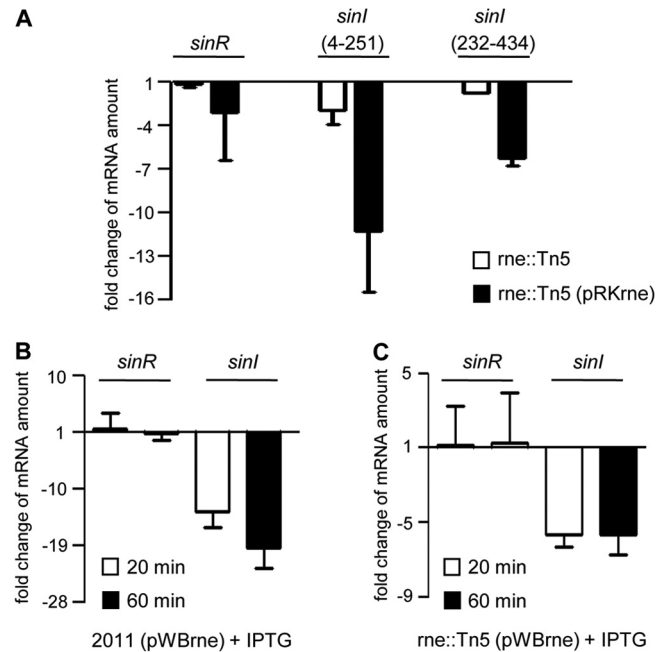 A
sinR
sinI
(4-251)
sinI
(232-434)
fold change of mRNA amount
1
-4
-7
-10
-13
-16
rne::Tn5
rne::Tn5 (pRKrne)
B
sinR
sinI
fold change of mRNA amount
10
1
-10
-19
-28
20 min
60 min
2011 (pWBrne) + IPTG
C
sinR
sinI
fold change of mRNA amount
5
1
-5
-9
20 min
60 min
rne::Tn5 (pWBrne) + IPTG